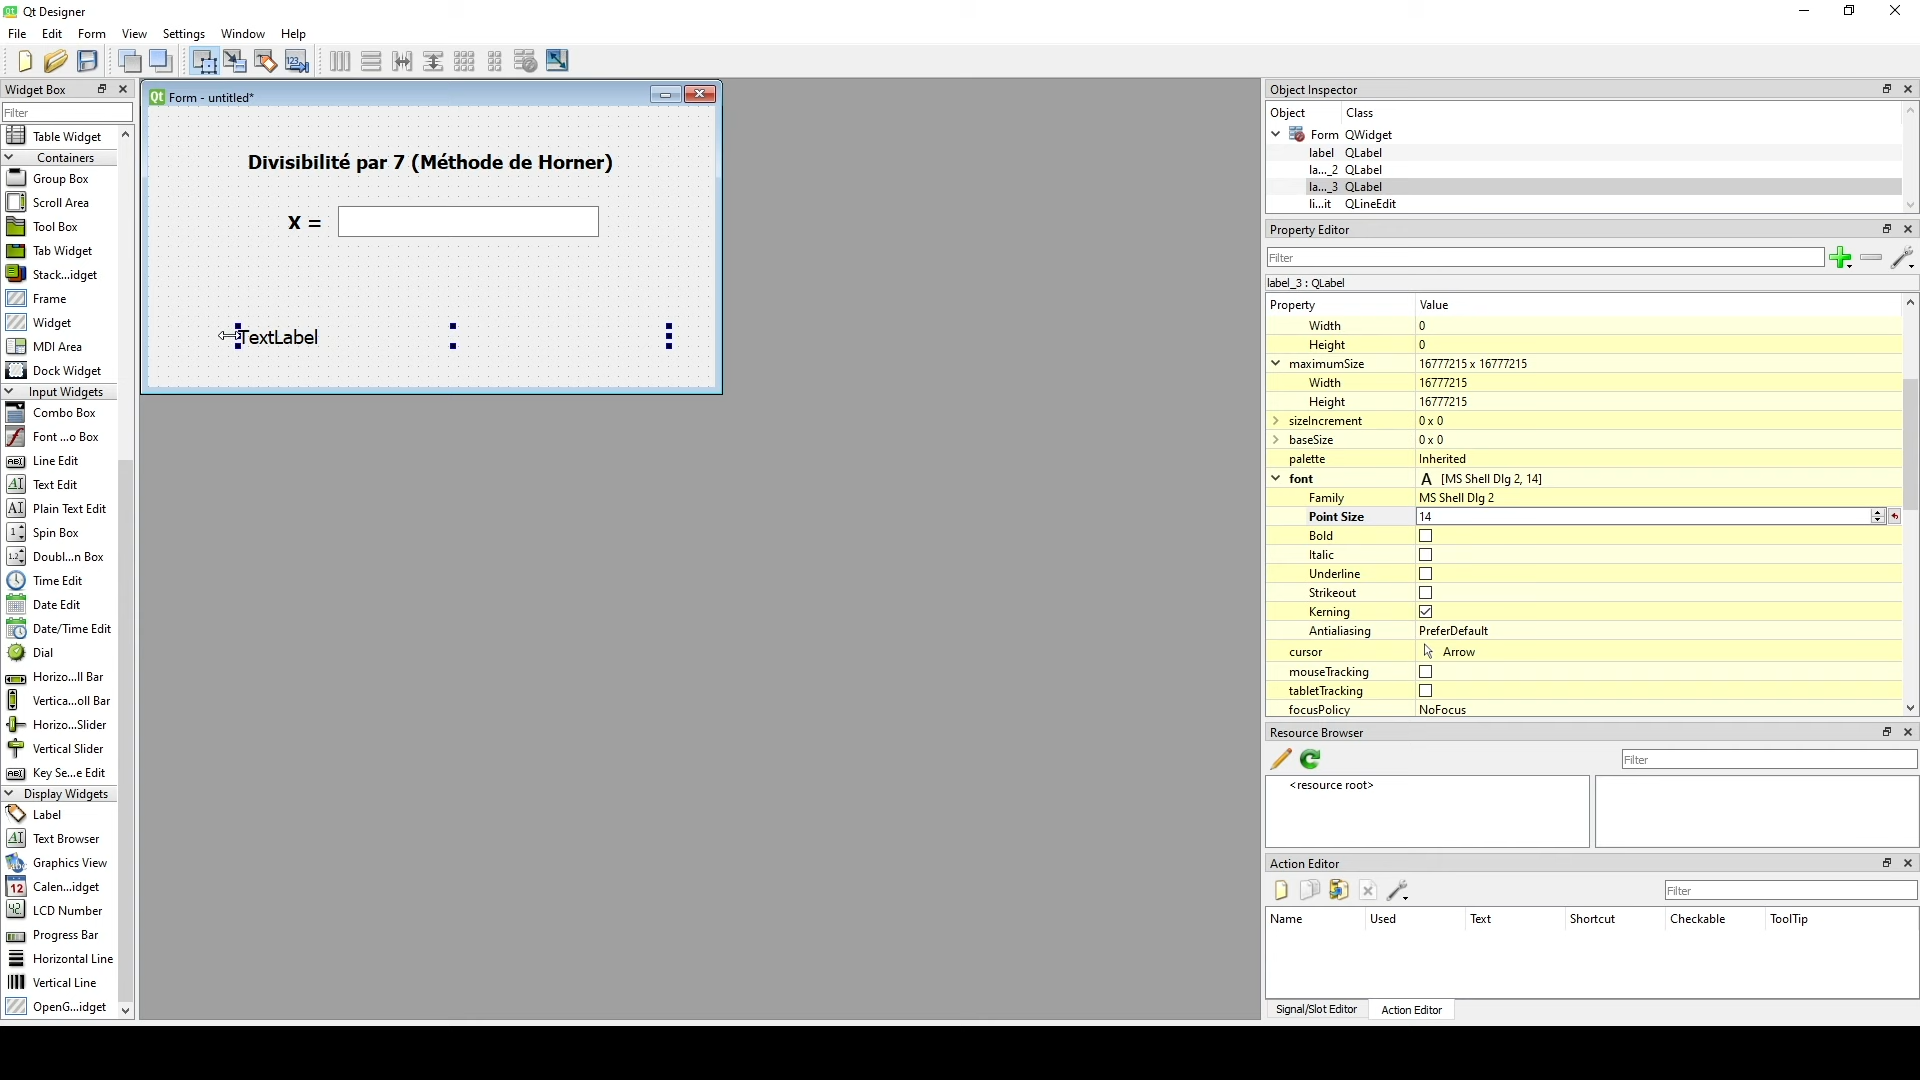 Qt Designer
File Edit Form View Settings Window Help
Widget Box
Filter
Table Widget
Containers
Group Box
Scroll Area
Tool Box
Tab Widget
Stack...idget
Frame
Widget
MDI Area
Dock Widget
Input Widgets
Combo Box
Font ...o Box
Line Edit
Text Edit
Plain Text Edit
Spin Box
Doubl...n Box
Time Edit
Date Edit
Date/Time Edit
Dial
Horizo...ll Bar
Vertica...oll Bar
Horizo...Slider
Vertical Slider
Key Se...e Edit
Display Widgets
Label
Text Browser
Graphics View
Calen...idget
LCD Number
Progress Bar
Horizontal Line
Vertical Line
OpenG...idget
Form - untitled*
Divisibilité par 7 (Méthode de Horner)
X =
TextLabel
Object Inspector
Object Class
Form QWidget
label QLabel
la..._2 QLabel
la..._3 QLabel
li...it QLineEdit
Property Editor
Filter
label_3 : QLabel
Property Value
Width 0
Height 0
maximumSize 16777215 x 16777215
Width 16777215
Height 16777215
sizeIncrement 0 x 0
baseSize 0 x 0
palette Inherited
font A [MS Shell Dlg 2, 14]
Family MS Shell Dlg 2
Point Size 14
Bold
Italic
Underline
Strikeout
Kerning
Antialiasing PreferDefault
cursor Arrow
mouseTracking
tabletTracking
focusPolicy NoFocus
Resource Browser
Filter
<resource root>
Action Editor
Filter
Name Used Text Shortcut Checkable ToolTip
Signal/Slot Editor Action Editor